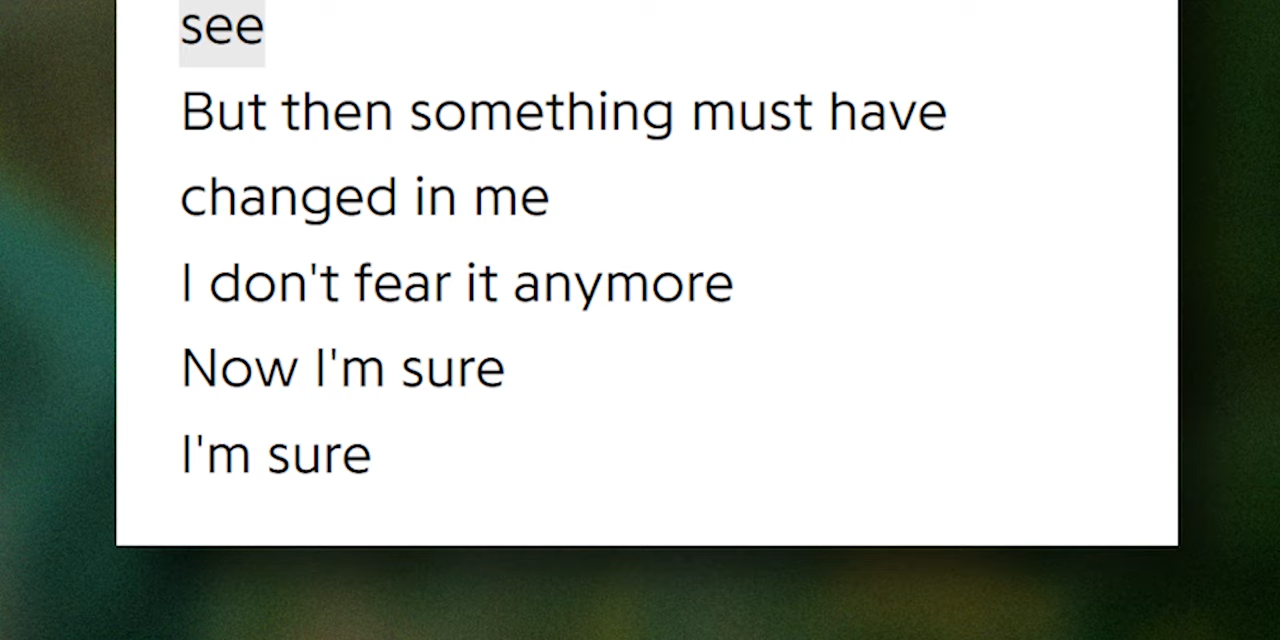 see
But then something must have
changed in me
I don't fear it anymore
Now I'm sure
I'm sure